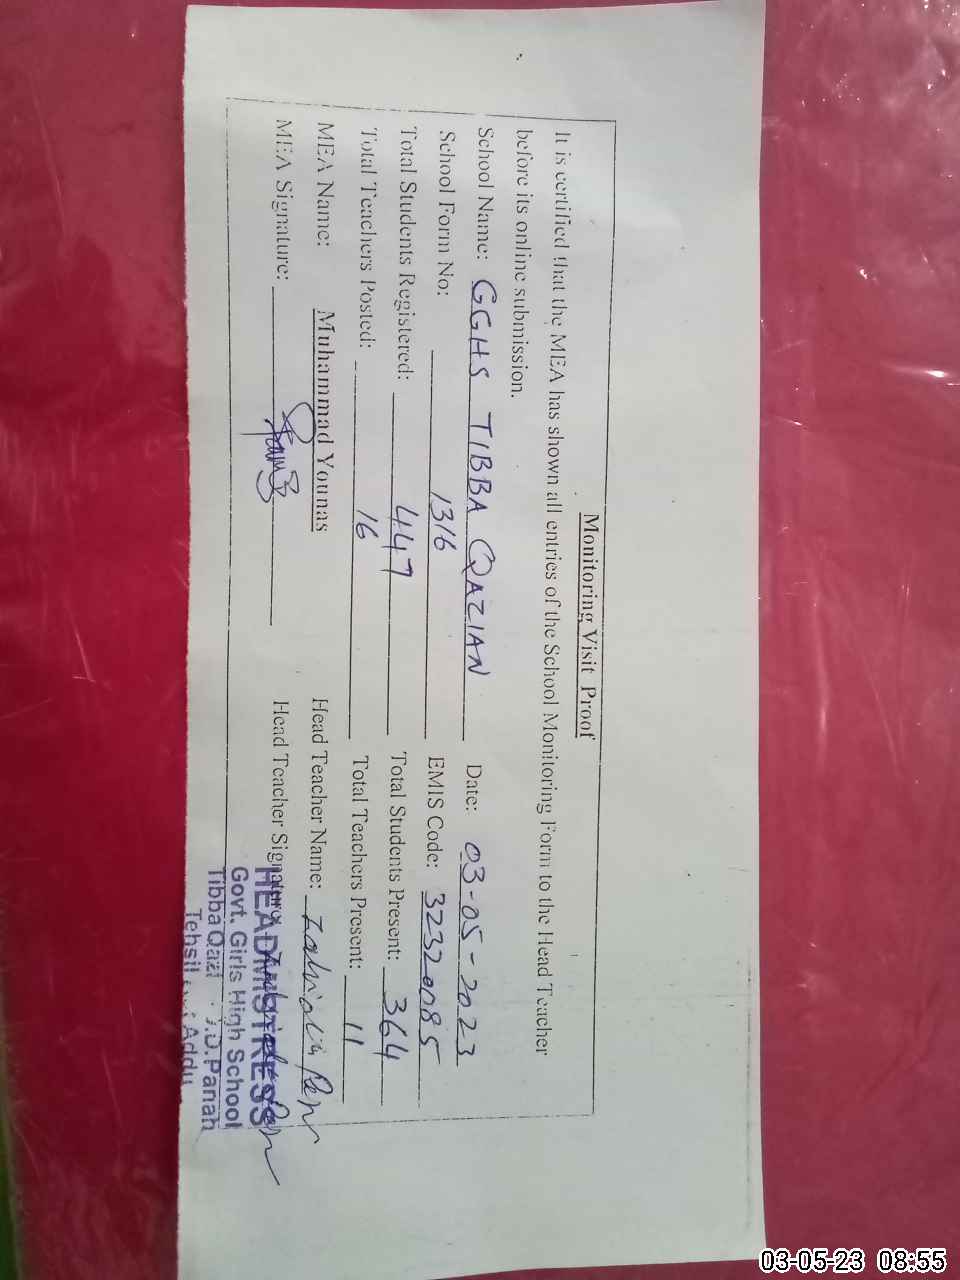 Monitoring Visit Proof
It is certified that the MEA has shown all entries of the School Monitoring Form to the Head Teacher
before its online submission.
School Name: GGHS TIBBA QAZIAN Date: 03-05-2023
School Form No: 1316 EMIS Code: 32320085
Total Students Registered: 447 Total Students Present: 364
Total Teachers Posted: 16 Total Teachers Present: 11
MEA Name: Muhammad Younas Head Teacher Name:
MEA Signature: Head Teacher Signature:
HEADMISTRESS
Govt. Girls High School
Tibba Qazi J.D.Panah
Tehsil Addu
03-05-23 08:55